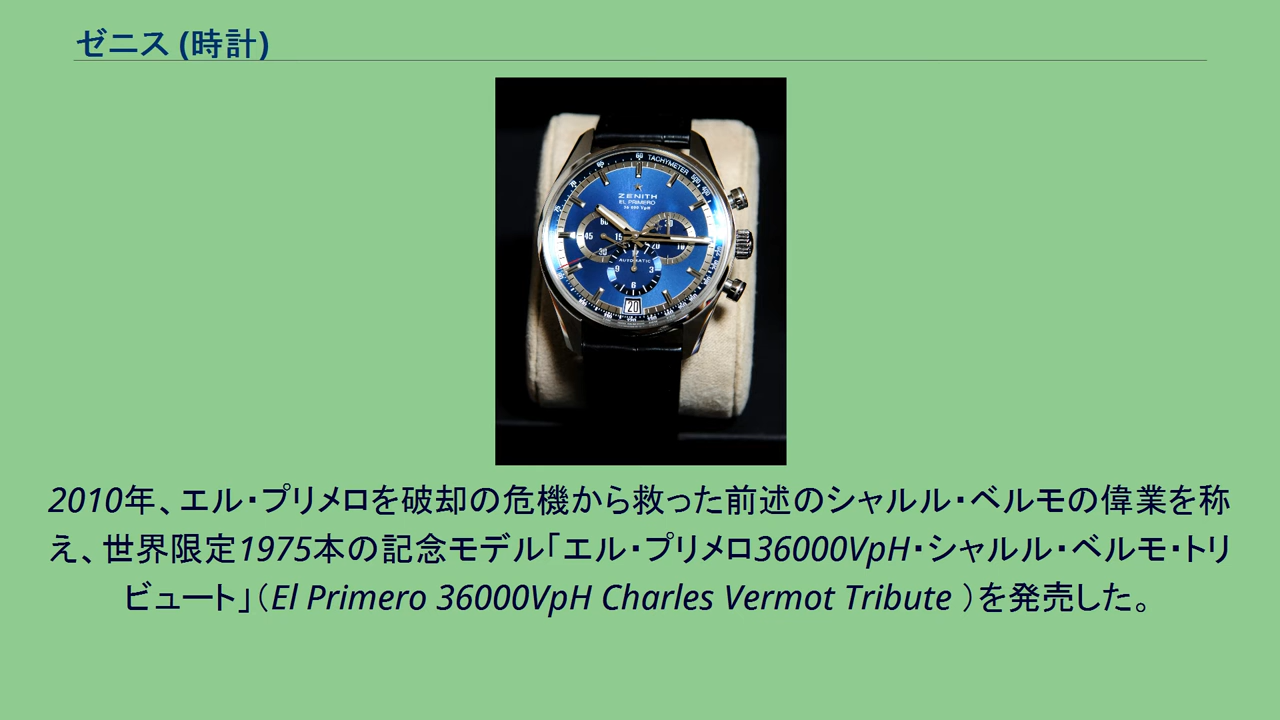 ゼニス (時計)
60 TACHYMETER
ZENITH
EL PRIMERO
36 000 VpH
AUTOMATIC
20
2010年、エル・プリメロを破却の危機から救った前述のシャルル・ベルモの偉業を称
え、世界限定1975本の記念モデル「エル・プリメロ36000VpH・シャルル・ベルモ・トリ
ビュート」（El Primero 36000VpH Charles Vermot Tribute ）を発売した。